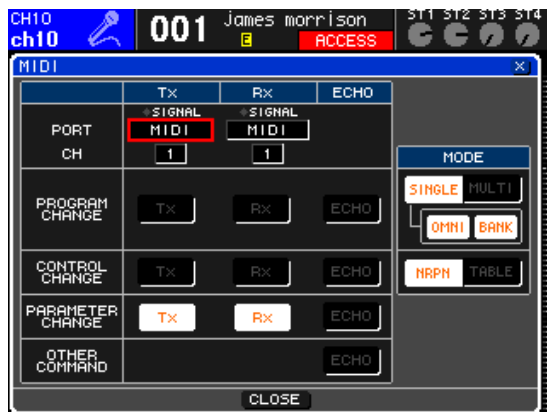 CH10 001 james morrison ST1 ST2 ST3 ST4
ch10 E ACCESS
MIDI X
Tx Rx ECHO
SIGNAL SIGNAL
PORT MIDI MIDI
CH 1 1
MODE
SINGLE MULTI
PROGRAM CHANGE Tx Rx ECHO
OMNI BANK
CONTROL CHANGE Tx Rx ECHO
NRPN TABLE
PARAMETER CHANGE Tx Rx ECHO
OTHER COMMAND ECHO
CLOSE